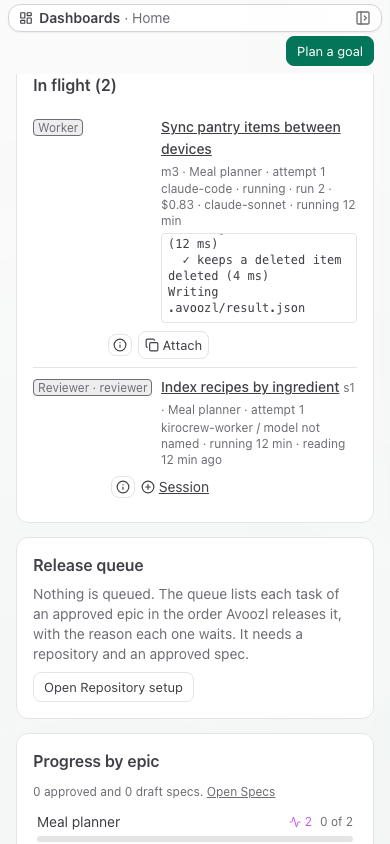 Dashboards · Home
Plan a goal
In flight (2)
Worker
Sync pantry items between
devices
m3 · Meal planner · attempt 1
claude-code · running · run 2 ·
$0.83 · claude-sonnet · running 12
min
(12 ms)
✓ keeps a deleted item
deleted (4 ms)
Writing
.avoozl/result.json
Attach
Reviewer · reviewer
Index recipes by ingredient s1
· Meal planner · attempt 1
kirocrew-worker / model not
named · running 12 min · reading
12 min ago
Session
Release queue
Nothing is queued. The queue lists each task of
an approved epic in the order Avoozl releases it,
with the reason each one waits. It needs a
repository and an approved spec.
Open Repository setup
Progress by epic
0 approved and 0 draft specs. Open Specs
Meal planner 2 0 of 2